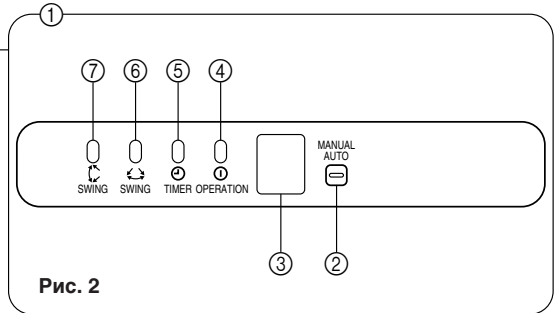 ①
⑦ ⑥ ⑤ ④
MANUAL
AUTO
SWING SWING TIMER OPERATION
③ ②
Рис. 2